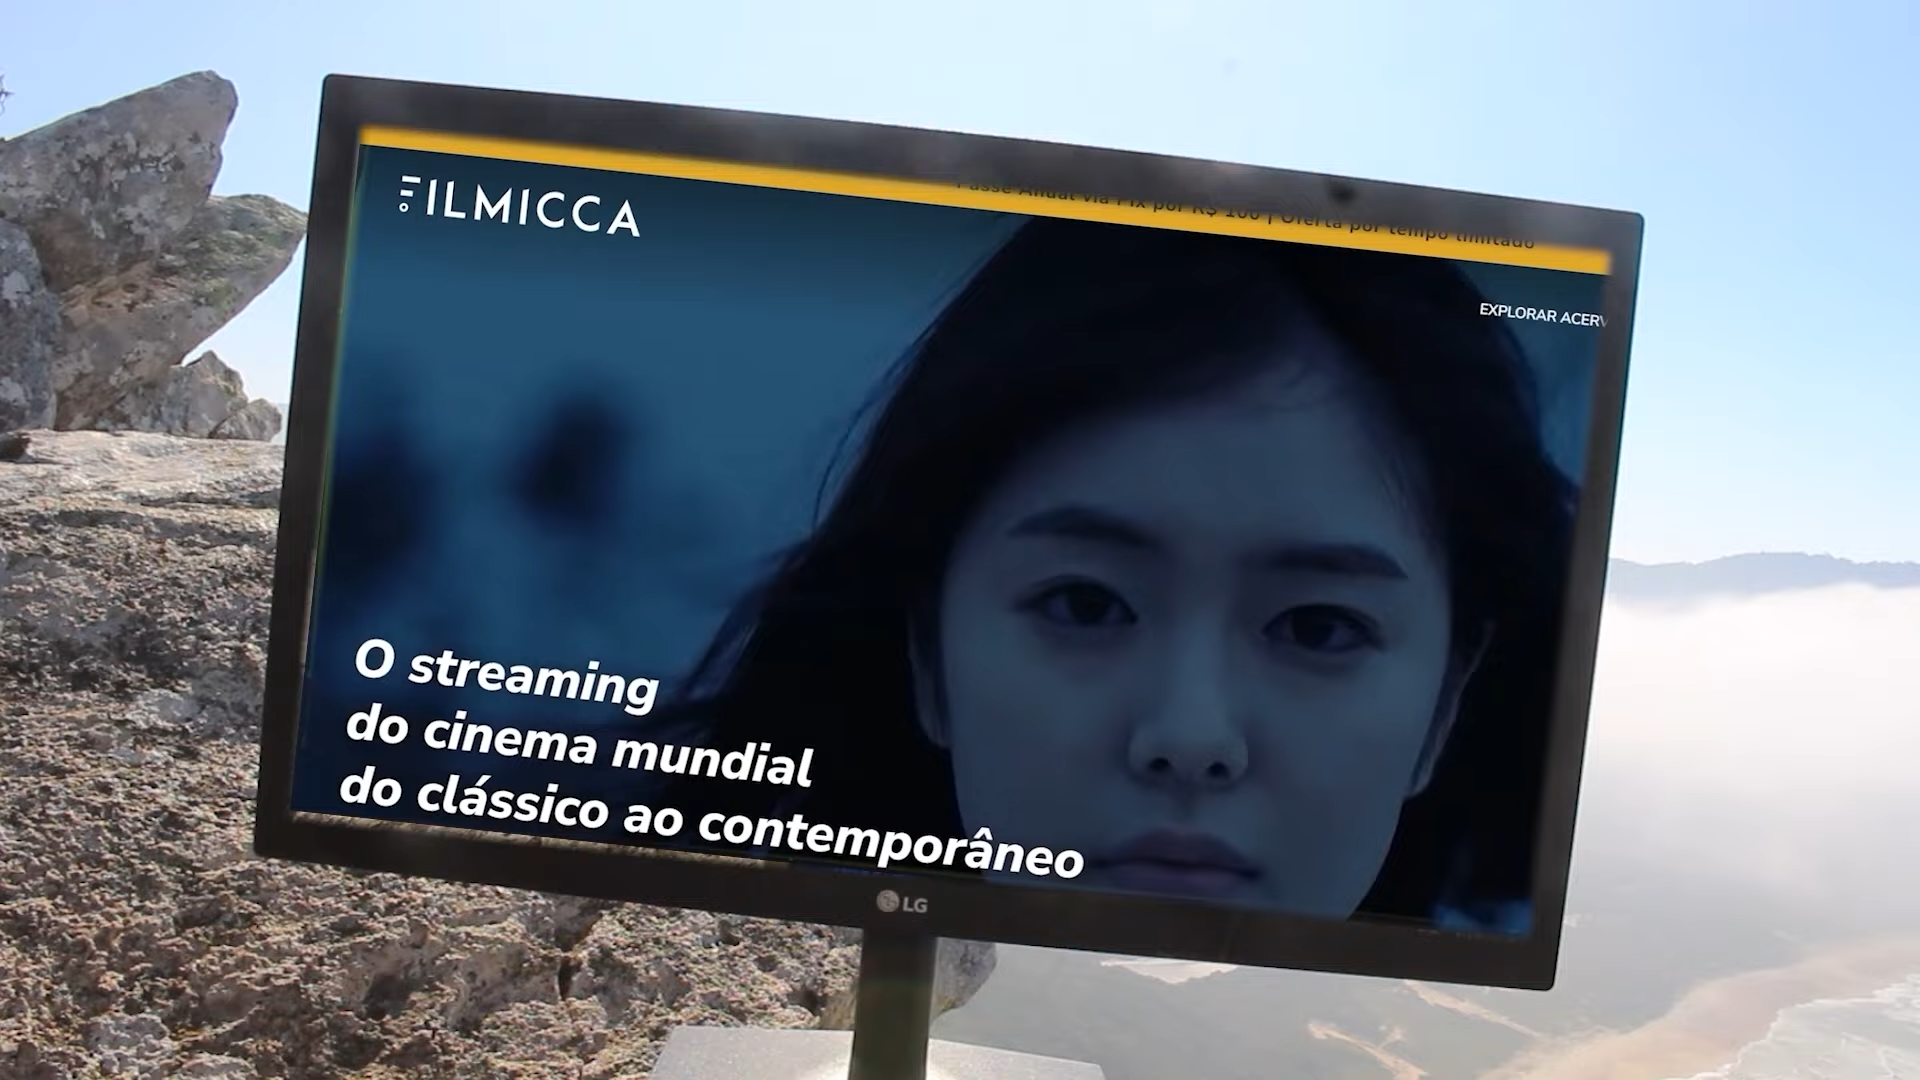 Passe Anual via Pix por R$ 100 | Oferta por tempo limitado
FILMICCA
EXPLORAR ACERV
O streaming
do cinema mundial
do clássico ao contemporâneo
LG